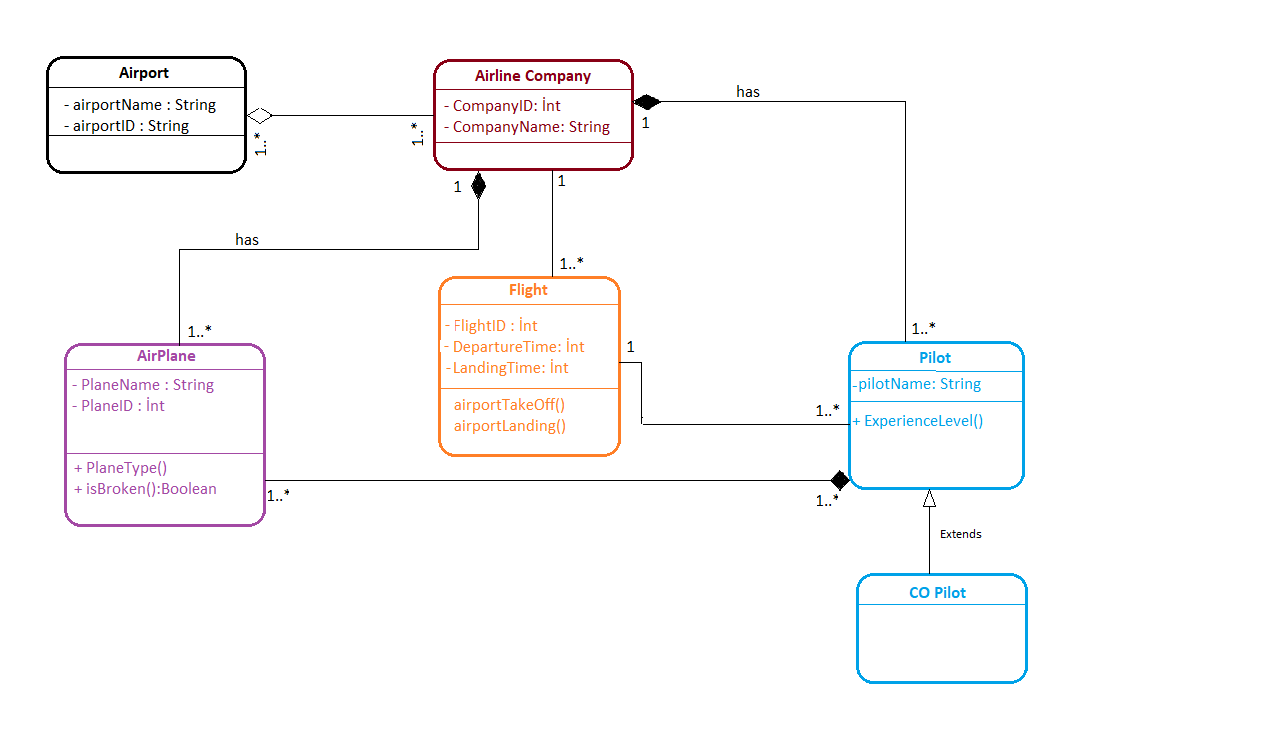 Airport
- airportName : String
- airportID : String
1..*
1..*
Airline Company
- CompanyID: İnt
- CompanyName: String
1
has
1..*
1
has
1..*
1
1..*
Flight
- FlightID : İnt
- DepartureTime: İnt
-LandingTime: İnt
airportTakeOff()
airportLanding()
1
1..*
AirPlane
- PlaneName : String
- PlaneID : İnt
+ PlaneType()
+ isBroken():Boolean
1..*
1..*
Pilot
-pilotName: String
+ ExperienceLevel()
Extends
CO Pilot